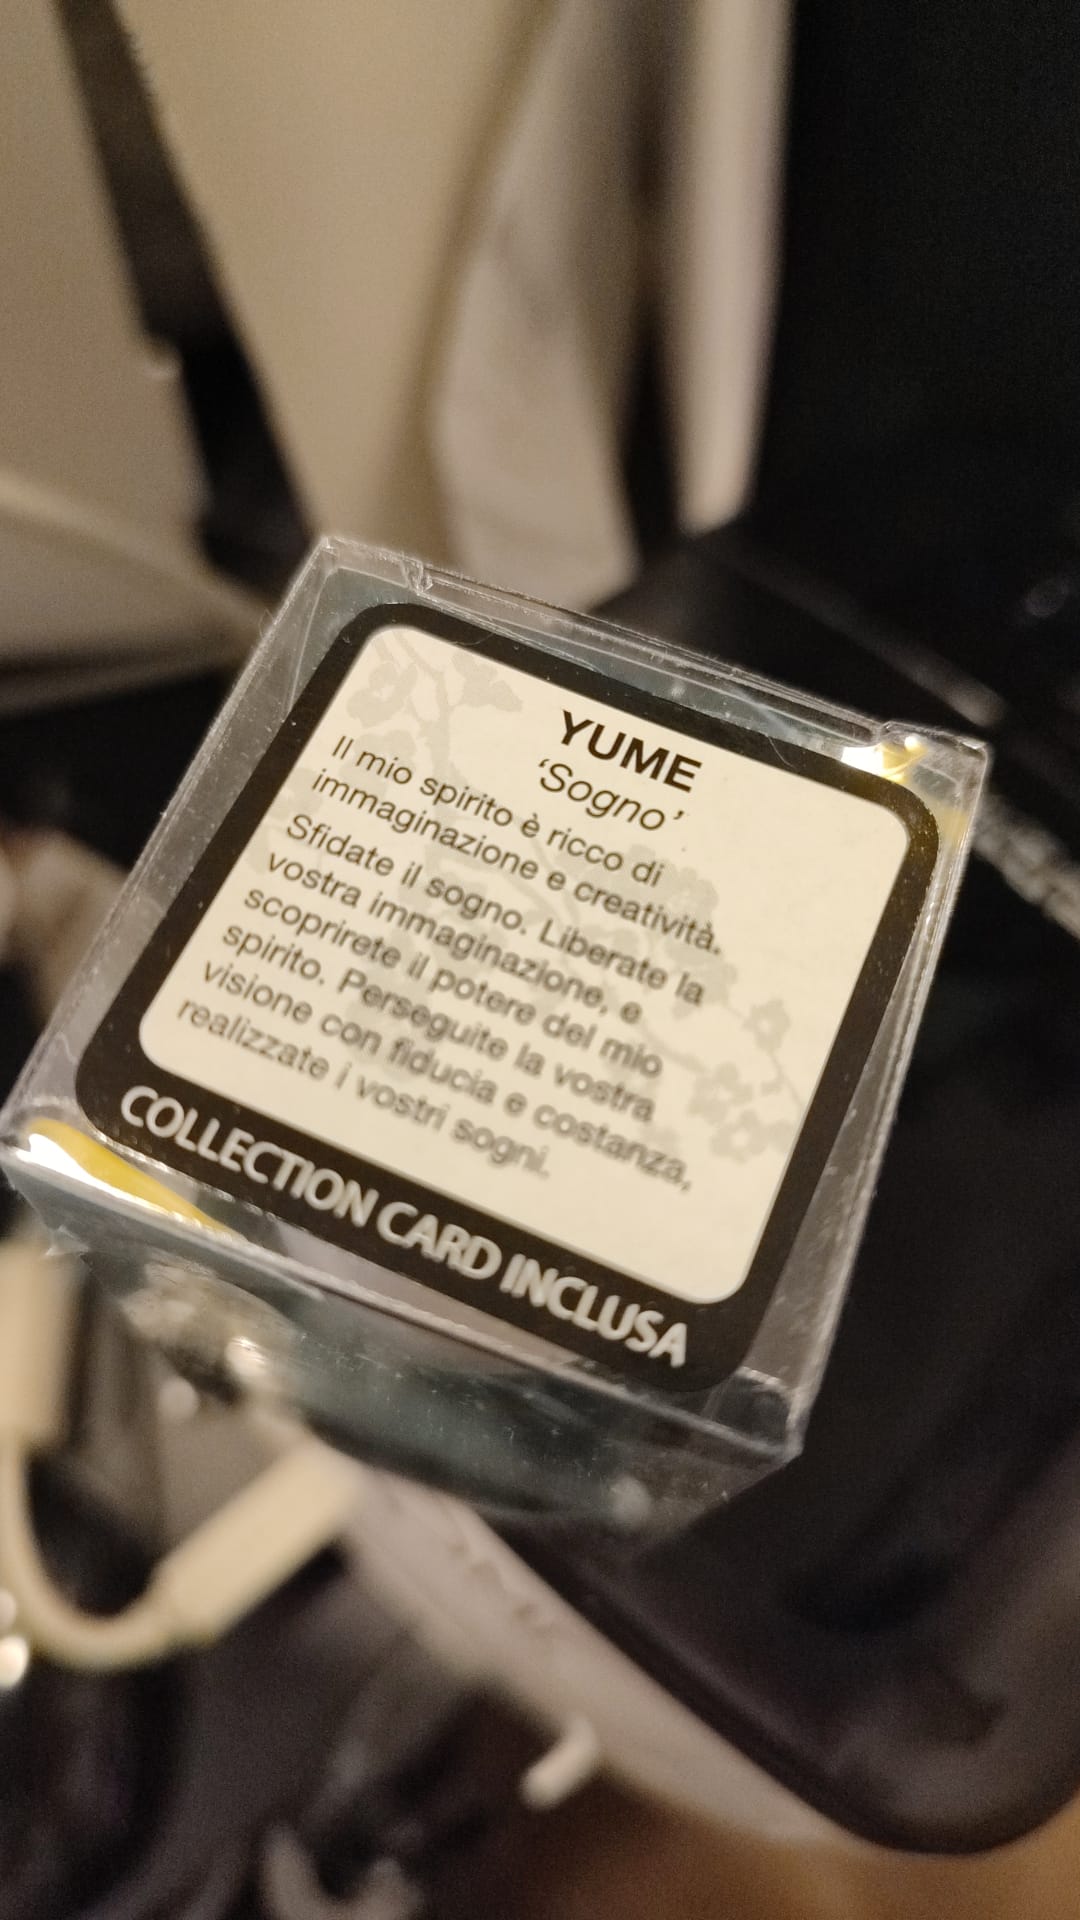 YUME
‘Sogno’
Il mio spirito è ricco di
immaginazione e creatività.
Sfidate il sogno. Liberate la
vostra immaginazione, e
scoprirete il potere del mio
spirito. Perseguite la vostra
visione con fiducia e costanza,
realizzate i vostri sogni.
COLLECTION CARD INCLUSA